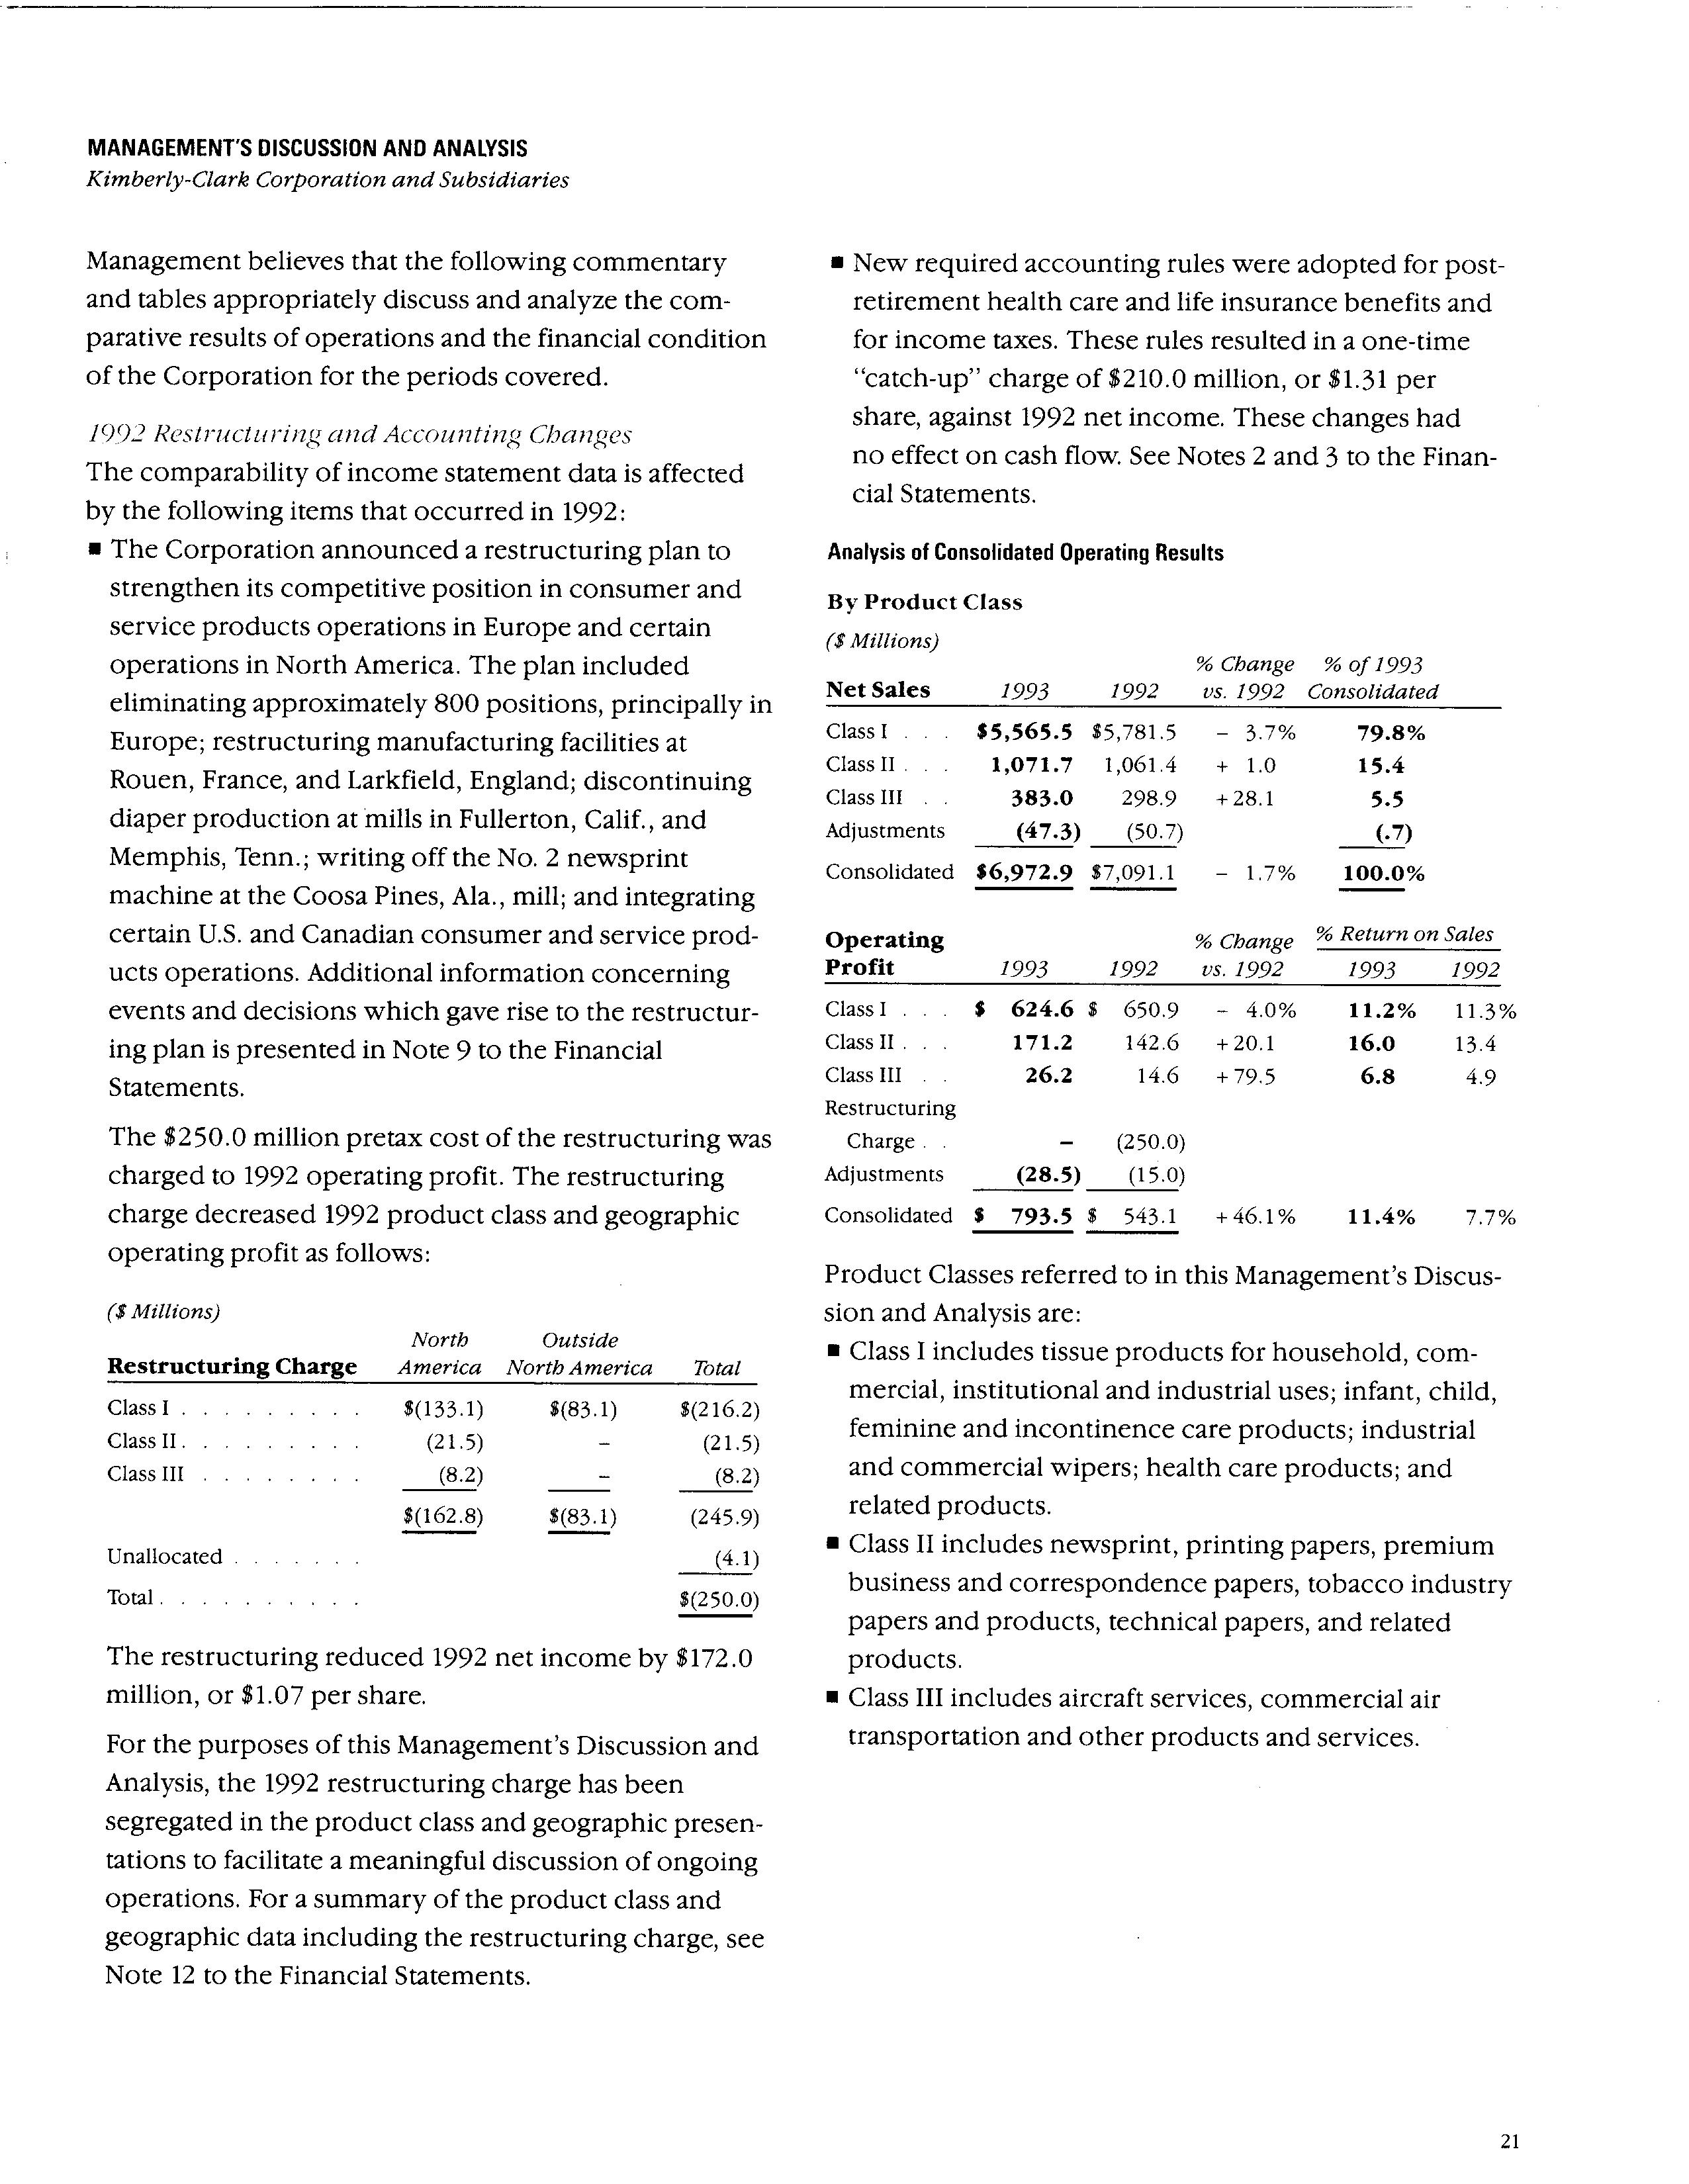 MANAGEMENT'S DISCUSSION AND ANALYSIS
Kimberly-Clark Corporation and Subsidiaries
Management believes that the following commentary
and tables appropriately discuss and analyze the com-
parative results of operations and the financial condition
of the Corporation for the periods covered.
1992 Restructuring and Accounting Changes
The comparability of income statement data is affected
by the following items that occurred in 1992:
■ The Corporation announced a restructuring plan to
strengthen its competitive position in consumer and
service products operations in Europe and certain
operations in North America. The plan included
eliminating approximately 800 positions, principally in
Europe; restructuring manufacturing facilities at
Rouen, France, and Larkfield, England; discontinuing
diaper production at mills in Fullerton, Calif., and
Memphis, Tenn.; writing off the No. 2 newsprint
machine at the Coosa Pines, Ala., mill; and integrating
certain U.S. and Canadian consumer and service prod-
ucts operations. Additional information concerning
events and decisions which gave rise to the restructur-
ing plan is presented in Note 9 to the Financial
Statements.
The $250.0 million pretax cost of the restructuring was
charged to 1992 operating profit. The restructuring
charge decreased 1992 product class and geographic
operating profit as follows:
($ Millions)
North Outside
Restructuring Charge America North America Total
Class I . . . . . . . . . $(133.1) $(83.1) $(216.2)
Class II. . . . . . . . . (21.5) – (21.5)
Class III . . . . . . . . (8.2) – (8.2)
$(162.8) $(83.1) (245.9)
Unallocated . . . . . . . (4.1)
Total. . . . . . . . . . $(250.0)
The restructuring reduced 1992 net income by $172.0
million, or $1.07 per share.
For the purposes of this Management's Discussion and
Analysis, the 1992 restructuring charge has been
segregated in the product class and geographic presen-
tations to facilitate a meaningful discussion of ongoing
operations. For a summary of the product class and
geographic data including the restructuring charge, see
Note 12 to the Financial Statements.
■ New required accounting rules were adopted for post-
retirement health care and life insurance benefits and
for income taxes. These rules resulted in a one-time
“catch-up” charge of $210.0 million, or $1.31 per
share, against 1992 net income. These changes had
no effect on cash flow. See Notes 2 and 3 to the Finan-
cial Statements.
Analysis of Consolidated Operating Results
By Product Class
($ Millions)
% Change % of 1993
Net Sales 1993 1992 vs. 1992 Consolidated
Class I . . . $5,565.5 $5,781.5 – 3.7% 79.8%
Class II . . . 1,071.7 1,061.4 + 1.0 15.4
Class III . . 383.0 298.9 +28.1 5.5
Adjustments (47.3) (50.7) (.7)
Consolidated $6,972.9 $7,091.1 – 1.7% 100.0%
Operating % Change % Return on Sales
Profit 1993 1992 vs. 1992 1993 1992
Class I . . . $ 624.6 $ 650.9 – 4.0% 11.2% 11.3%
Class II . . . 171.2 142.6 +20.1 16.0 13.4
Class III . . 26.2 14.6 +79.5 6.8 4.9
Restructuring
Charge . . – (250.0)
Adjustments (28.5) (15.0)
Consolidated $ 793.5 $ 543.1 +46.1% 11.4% 7.7%
Product Classes referred to in this Management's Discus-
sion and Analysis are:
■ Class I includes tissue products for household, com-
mercial, institutional and industrial uses; infant, child,
feminine and incontinence care products; industrial
and commercial wipers; health care products; and
related products.
■ Class II includes newsprint, printing papers, premium
business and correspondence papers, tobacco industry
papers and products, technical papers, and related
products.
■ Class III includes aircraft services, commercial air
transportation and other products and services.
21